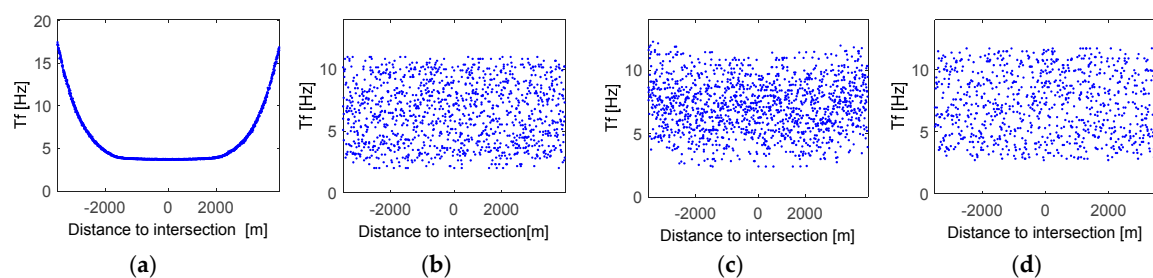 20
15
10
5
0
Tf [Hz]
-2000 0 2000
Distance to intersection [m]
(a)
10
5
0
Tf [Hz]
-2000 0 2000
Distance to intersection[m]
(b)
10
5
0
Tf [Hz]
-2000 0 2000
Distance to intersection [m]
(c)
10
5
0
Tf [Hz]
-2000 0 2000
Distance to intersection[m]
(d)